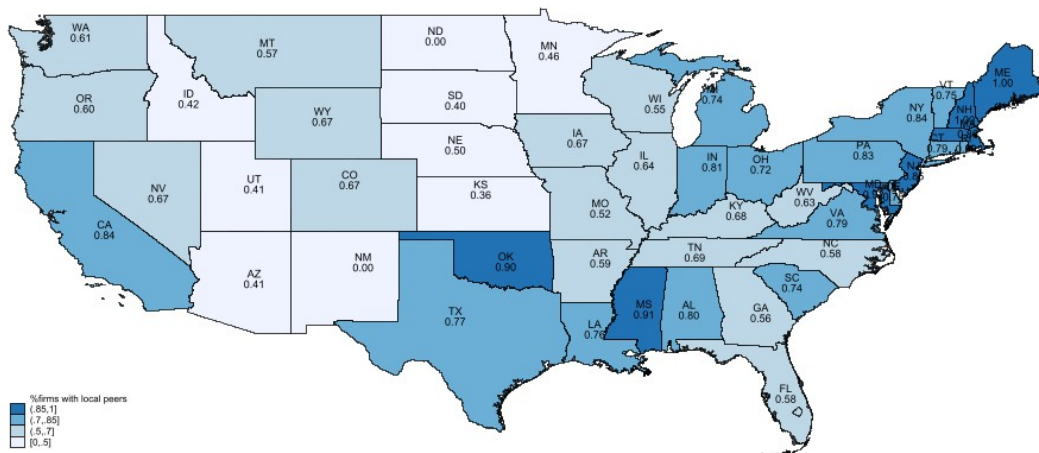 WA
0.61
MT
0.57
ND
0.00
MN
0.46
ME
1.00
OR
0.60
ID
0.42
SD
0.40
WI
0.55
MI
0.74
VT
0.75
NY
0.84
NH
1.00
WY
0.67
NE
0.50
IA
0.67
IL
0.64
IN
0.81
OH
0.72
PA
0.83
CT
0.79
NV
0.67
UT
0.41
CO
0.67
KS
0.36
MO
0.52
KY
0.68
WV
0.63
VA
0.79
MD
CA
0.84
AZ
0.41
NM
0.00
OK
0.90
AR
0.59
TN
0.69
NC
0.58
SC
0.74
TX
0.77
LA
0.76
MS
0.91
AL
0.80
GA
0.56
FL
0.58
%firms with local peers
(.85,1]
(.7,.85]
(.5,.7]
[0,.5]